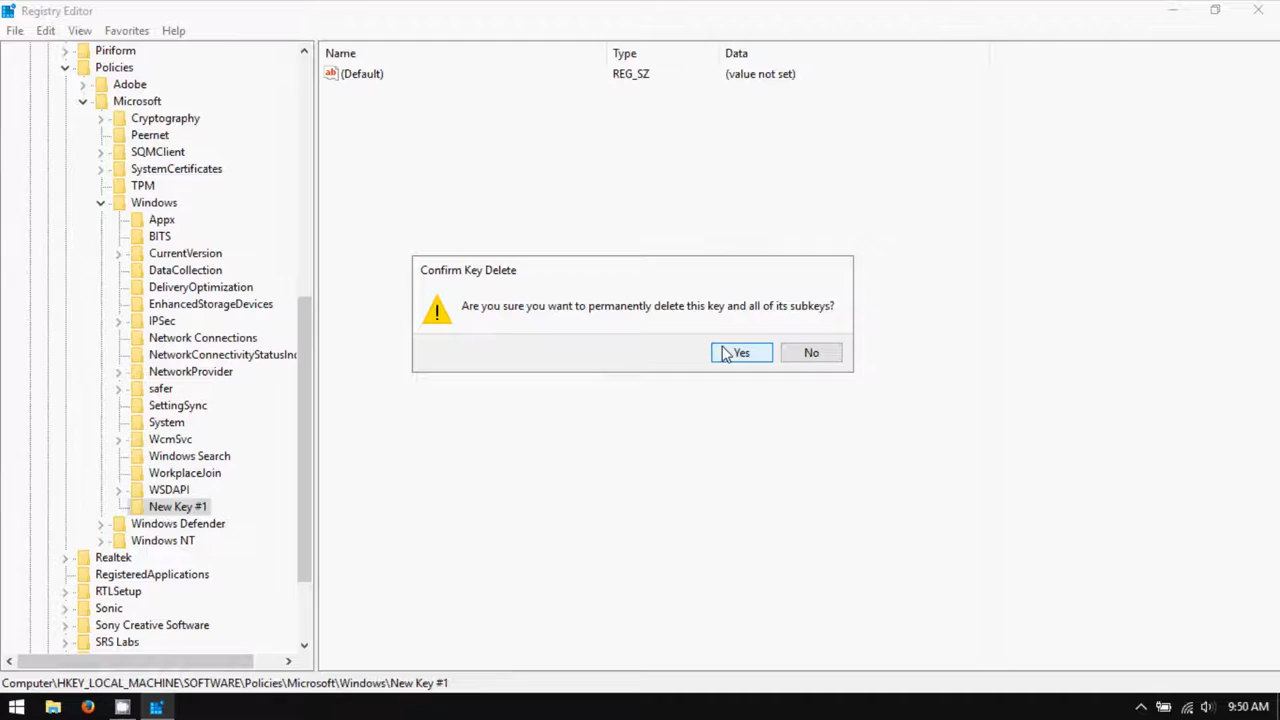 Registry Editor
File Edit View Favorites Help
Piriform
Policies
Adobe
Microsoft
Cryptography
Peernet
SQMClient
SystemCertificates
TPM
Windows
Appx
BITS
CurrentVersion
DataCollection
DeliveryOptimization
EnhancedStorageDevices
IPSec
Network Connections
NetworkConnectivityStatusInc
NetworkProvider
safer
SettingSync
System
WcmSvc
Windows Search
WorkplaceJoin
WSDAPI
New Key #1
Windows Defender
Windows NT
Realtek
RegisteredApplications
RTLSetup
Sonic
Sony Creative Software
SRS Labs
Name Type Data
ab (Default) REG_SZ (value not set)
Confirm Key Delete
Are you sure you want to permanently delete this key and all of its subkeys?
Yes No
Computer\HKEY_LOCAL_MACHINE\SOFTWARE\Policies\Microsoft\Windows\New Key #1
9:50 AM